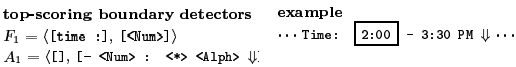 top-scoring boundary detectors
F₁ = ⟨[time :], [<Num>]⟩
A₁ = ⟨[], [- <Num> : <*> <Alph> ⇓]
example
··· Time: 2:00 - 3:30 PM ⇓ ···